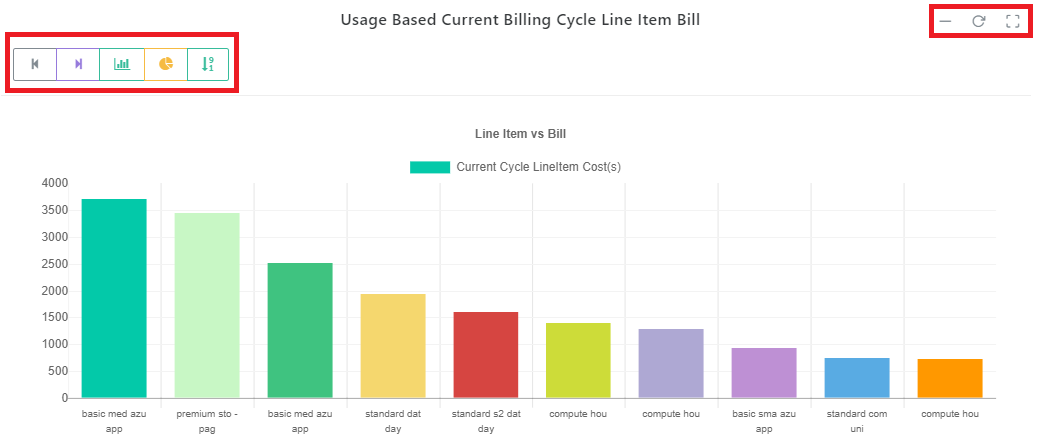 Usage Based Current Billing Cycle Line Item Bill
9
1
Line Item vs Bill
Current Cycle LineItem Cost(s)
4000
3500
3000
2500
2000
1500
1000
500
0
basic med azu app
premium sto - pag
basic med azu app
standard dat day
standard s2 dat day
compute hou
compute hou
basic sma azu app
standard com uni
compute hou